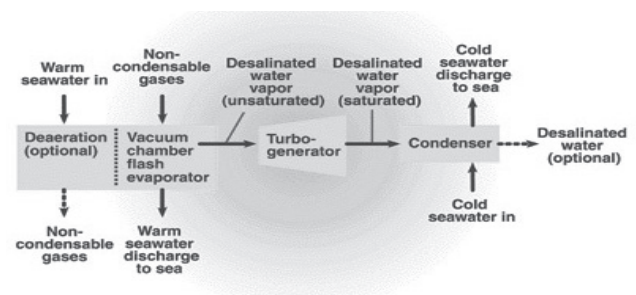 Warm
seawater in
Non-
condensable
gases
Desalinated
water
vapor
(unsaturated)
Desalinated
water
vapor
(saturated)
Cold
seawater
discharge
to sea
Deaeration
(optional)
Vacuum
chamber
flash
evaporator
Turbo-
generator
Condenser
Desalinated
water
(optional)
Non-
condensable
gases
Warm
seawater
discharge
to sea
Cold
seawater in